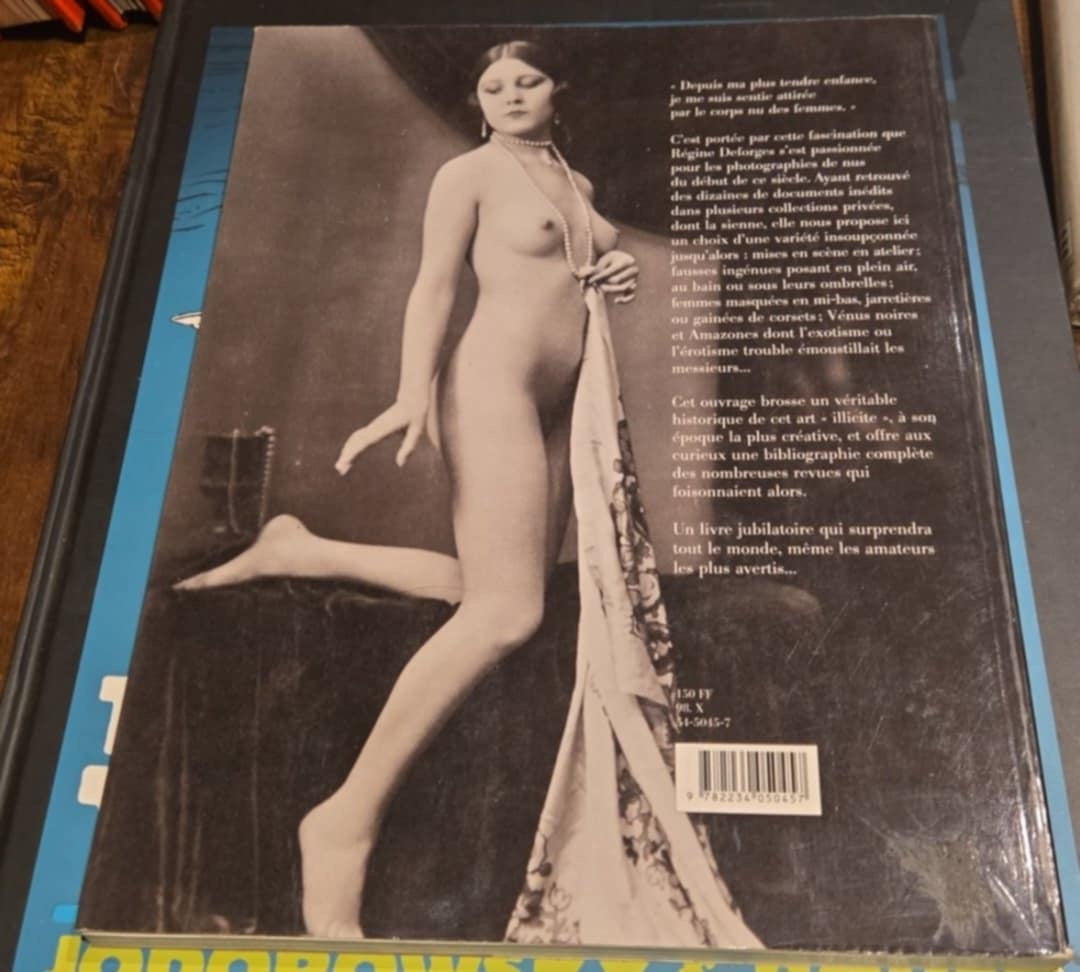 « Depuis ma plus tendre enfance,
je me suis sentie attirée
par le corps nu des femmes. »
C'est portée par cette fascination que
Régine Deforges s'est passionnée
pour les photographies de nus
du début de ce siècle. Ayant retrouvé
des dizaines de documents inédits
dans plusieurs collections privées,
dont la sienne, elle nous propose ici
un choix d'une variété insoupçonnée
jusqu'alors : mises en scène en atelier ;
fausses ingénues posant en plein air,
au bain ou sous leurs ombrelles ;
femmes masquées en mi-bas, jarretières
ou gainées de corsets ; Vénus noires
et Amazones dont l'exotisme ou
l'érotisme trouble émoustillait les
messieurs...
Cet ouvrage brosse un véritable
historique de cet art « illicite », à son
époque la plus créative, et offre aux
curieux une bibliographie complète
des nombreuses revues qui
foisonnaient alors.
Un livre jubilatoire qui surprendra
tout le monde, même les amateurs
les plus avertis...
150 FF
98. X
54-5045-7
9 782234 050457
JODOROWSKY